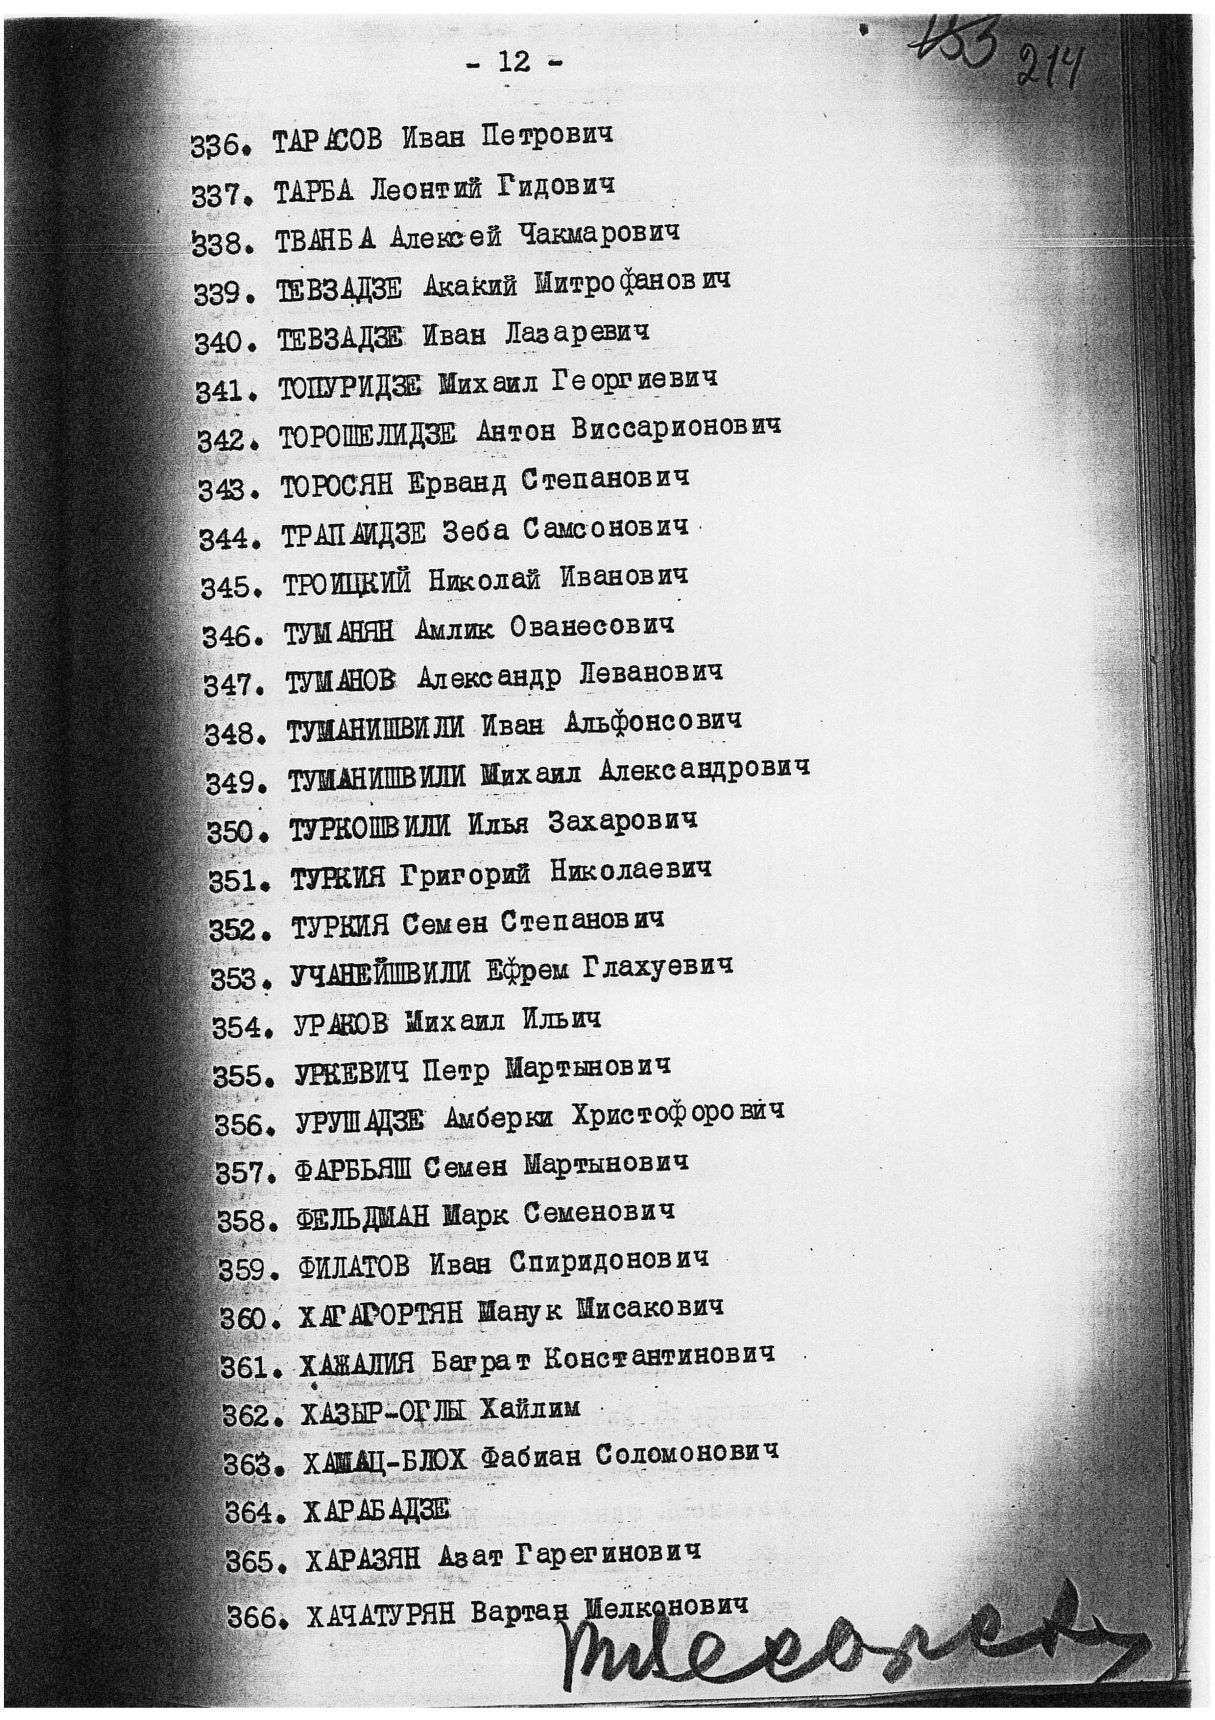 153 214
- 12 -
336. ТАРАСОВ Иван Петрович
337. ТАРБА Леонтий Гидович
338. ТВАНБА Алексей Чакмарович
339. ТЕВЗАДЗЕ Акакий Митрофанович
340. ТЕВЗАДЗЕ Иван Лазаревич
341. ТОПУРИДЗЕ Михаил Георгиевич
342. ТОРОШЕЛИДЗЕ Антон Виссарионович
343. ТОРОСЯН Ерванд Степанович
344. ТРАПАИДЗЕ Зеба Самсонович
345. ТРОИЦКИЙ Николай Иванович
346. ТУМАНЯН Амлик Ованесович
347. ТУМАНОВ Александр Леванович
348. ТУМАНИШВИЛИ Иван Альфонсович
349. ТУМАНИШВИЛИ Михаил Александрович
350. ТУРКОШВИЛИ Илья Захарович
351. ТУРКИЯ Григорий Николаевич
352. ТУРКИЯ Семен Степанович
353. УЧАНЕЙШВИЛИ Ефрем Глахуевич
354. УРАКОВ Михаил Ильич
355. УРКЕВИЧ Петр Мартынович
356. УРУШАДЗЕ Амберки Христофорович
357. ФАРБЬЯШ Семен Мартынович
358. ФЕЛЬДМАН Марк Семенович
359. ФИЛАТОВ Иван Спиридонович
360. ХАГАГОРТЯН Манук Мисакович
361. ХАЖАЛИЯ Баграт Константинович
362. ХАЗЫР-ОГЛЫ Хайлим
363. ХАМАЦ-БЛОХ Фабиан Соломонович
364. ХАРАБАДЗЕ
365. ХАРАЗЯН Азат Гарегинович
366. ХАЧАТУРЯН Вартан Мелконович